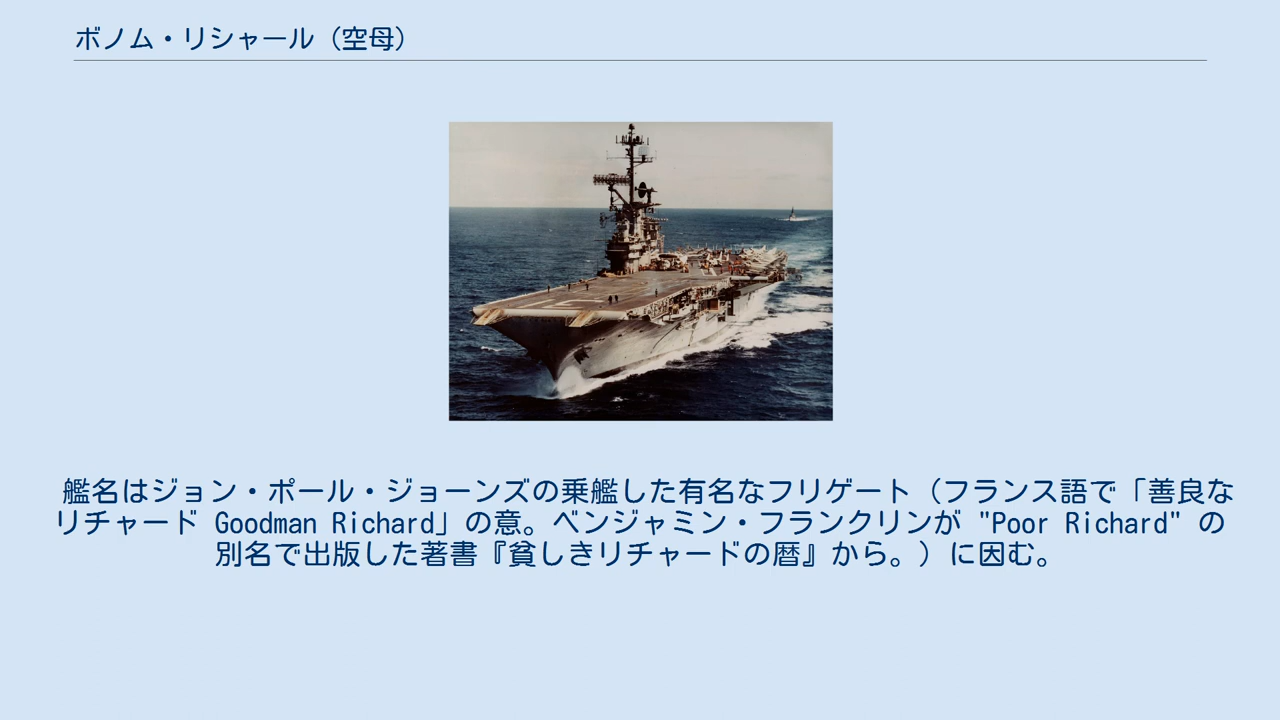 ボノム・リシャール（空母）
艦名はジョン・ポール・ジョーンズの乗艦した有名なフリゲート（フランス語で「善良な
リチャード Goodman Richard」の意。ベンジャミン・フランクリンが "Poor Richard" の
別名で出版した著書『貧しきリチャードの暦』から。）に因む。